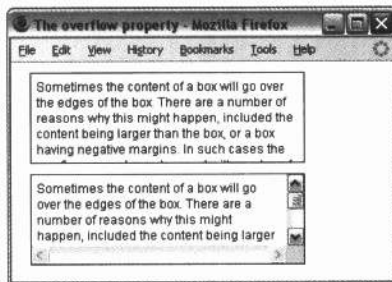 The overflow property - Mozilla Firefox
File Edit View History Bookmarks Tools Help
Sometimes the content of a box will go over
the edges of the box. There are a number of
reasons why this might happen, included the
content being larger than the box, or a box
having negative margins. In such cases the
Sometimes the content of a box will go
over the edges of the box. There are a
number of reasons why this might
happen, included the content being larger